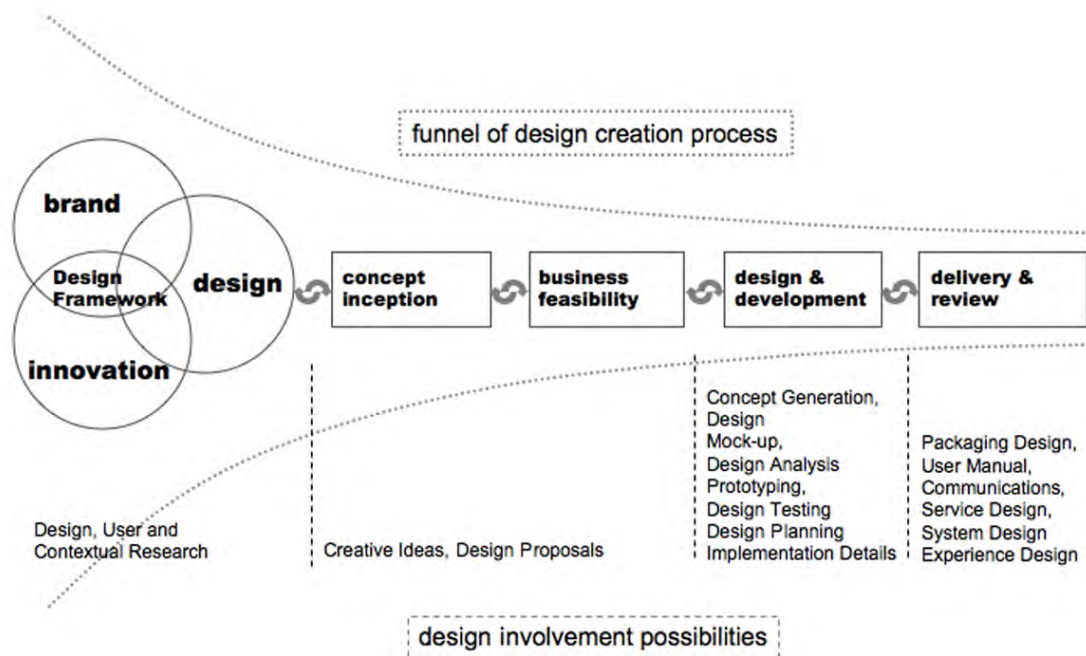 funnel of design creation process
brand
Design
Framework
design
innovation
concept
inception
business
feasibility
design &
development
delivery &
review
Design, User and
Contextual Research
Creative Ideas, Design Proposals
Concept Generation,
Design
Mock-up,
Design Analysis
Prototyping,
Design Testing
Design Planning
Implementation Details
Packaging Design,
User Manual,
Communications,
Service Design,
System Design
Experience Design
design involvement possibilities